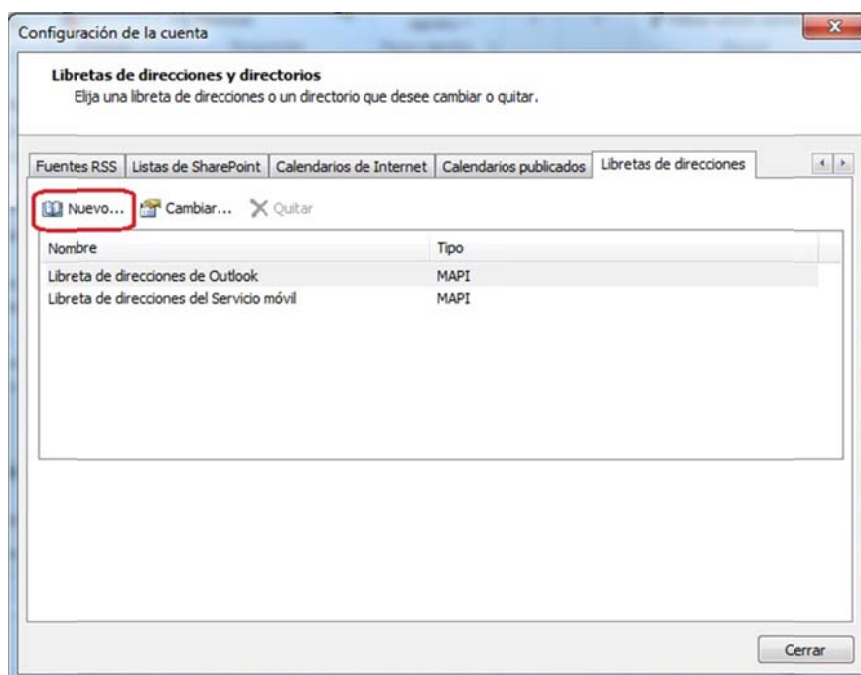 Configuración de la cuenta
Libretas de direcciones y directorios
Elija una libreta de direcciones o un directorio que desee cambiar o quitar.
Fuentes RSS Listas de SharePoint Calendarios de Internet Calendarios publicados Libretas de direcciones
Nuevo... Cambiar... Quitar
Nombre Tipo
Libreta de direcciones de Outlook MAPI
Libreta de direcciones del Servicio móvil MAPI
Cerrar